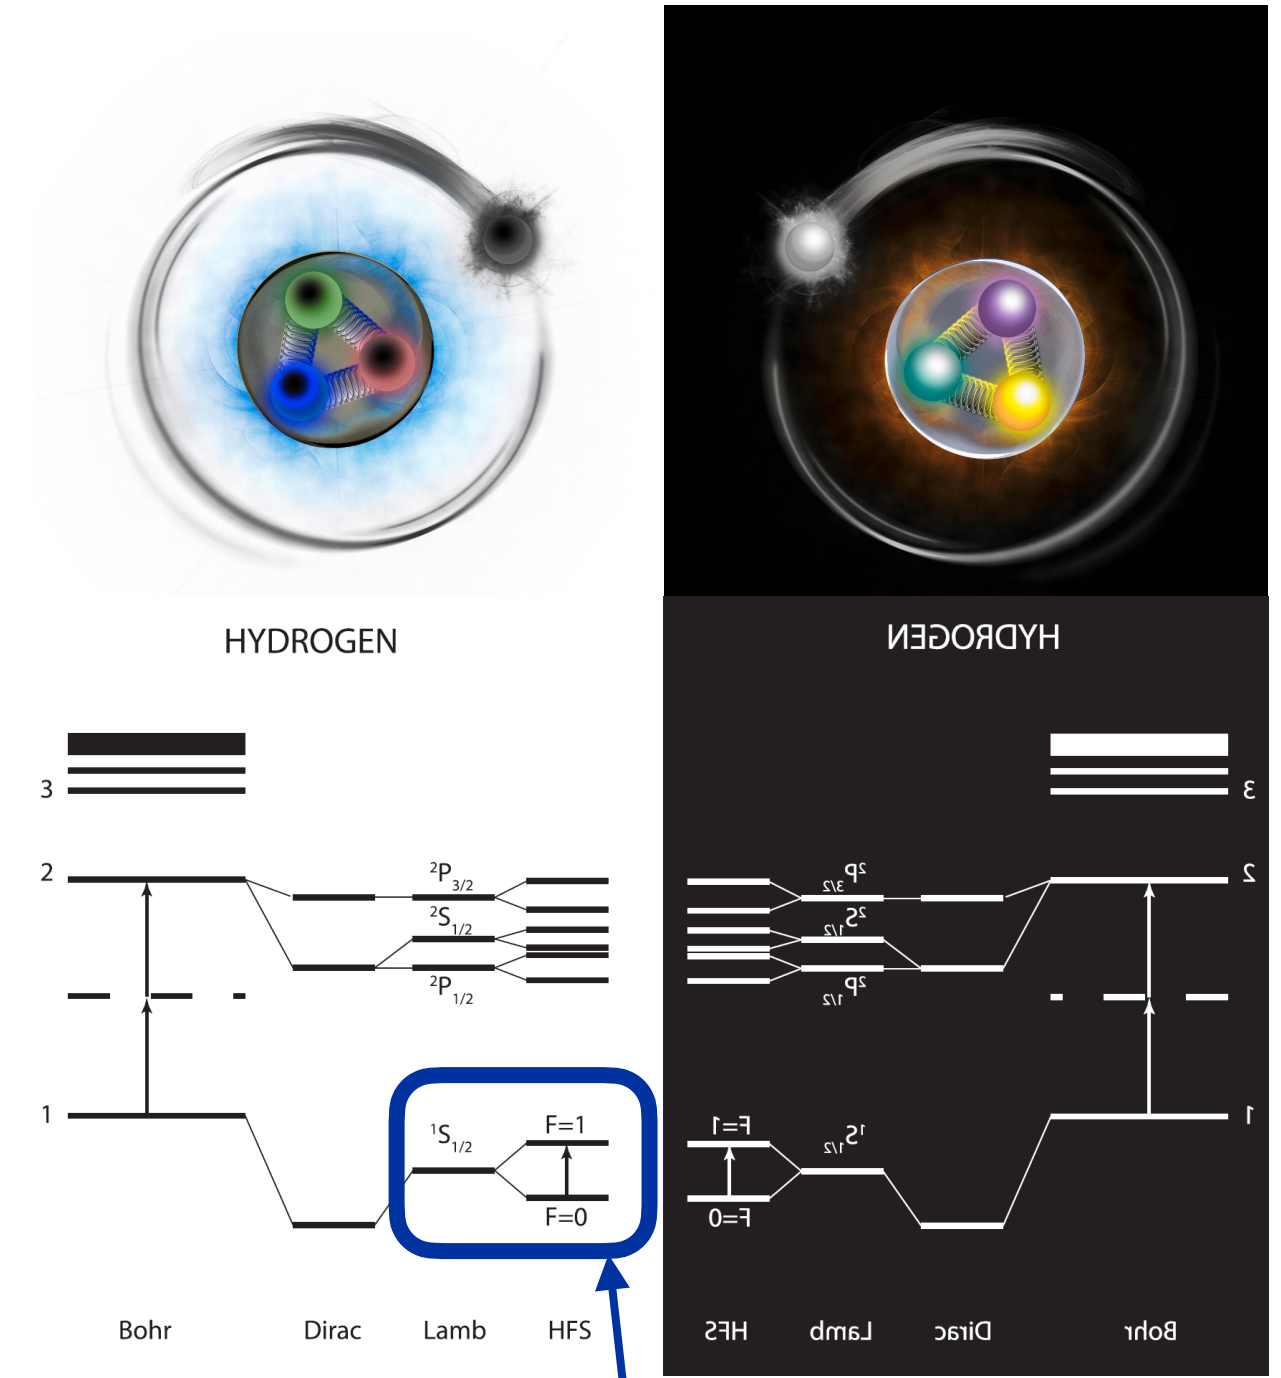 HYDROGEN
3
2
²P₃/₂
²S₁/₂
²P₁/₂
1
¹S₁/₂
F=1
F=0
Bohr Dirac Lamb HFS
HYDROGEN
3
2
²P₃/₂
²S₁/₂
²P₁/₂
1
F=1
¹S₁/₂
F=0
HFS Lamb Dirac Bohr